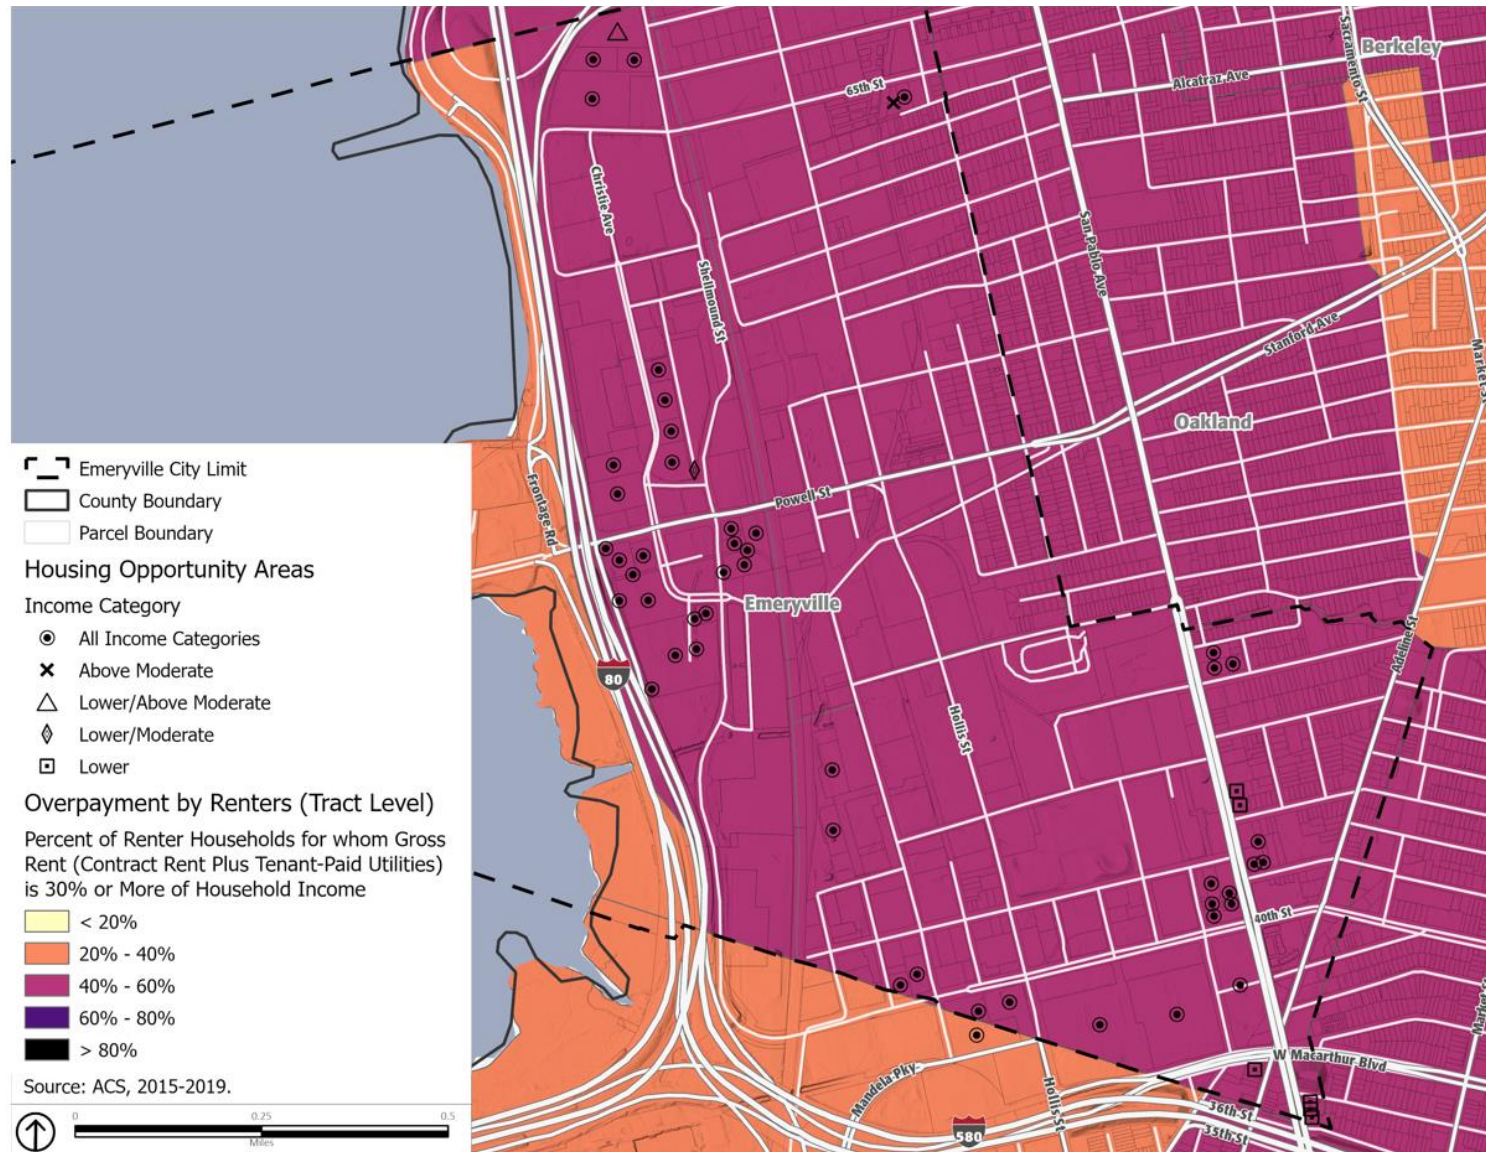 Berkeley
Sacramento St
Alcatraz Ave
65th St
Christie Ave
San Pablo Ave
Shellmound St
Stanford Ave
Oakland
Powell St
Frontage Rd
Emeryville
Adeline St
80
Hollis St
40th St
W Macarthur Blvd
Mandela Pky
Hollis St
36th St
35th St
580
Emeryville City Limit
County Boundary
Parcel Boundary
Housing Opportunity Areas
Income Category
All Income Categories
Above Moderate
Lower/Above Moderate
Lower/Moderate
Lower
Overpayment by Renters (Tract Level)
Percent of Renter Households for whom Gross
Rent (Contract Rent Plus Tenant-Paid Utilities)
is 30% or More of Household Income
< 20%
20% - 40%
40% - 60%
60% - 80%
> 80%
Source: ACS, 2015-2019.
0 0.25 0.5
Miles